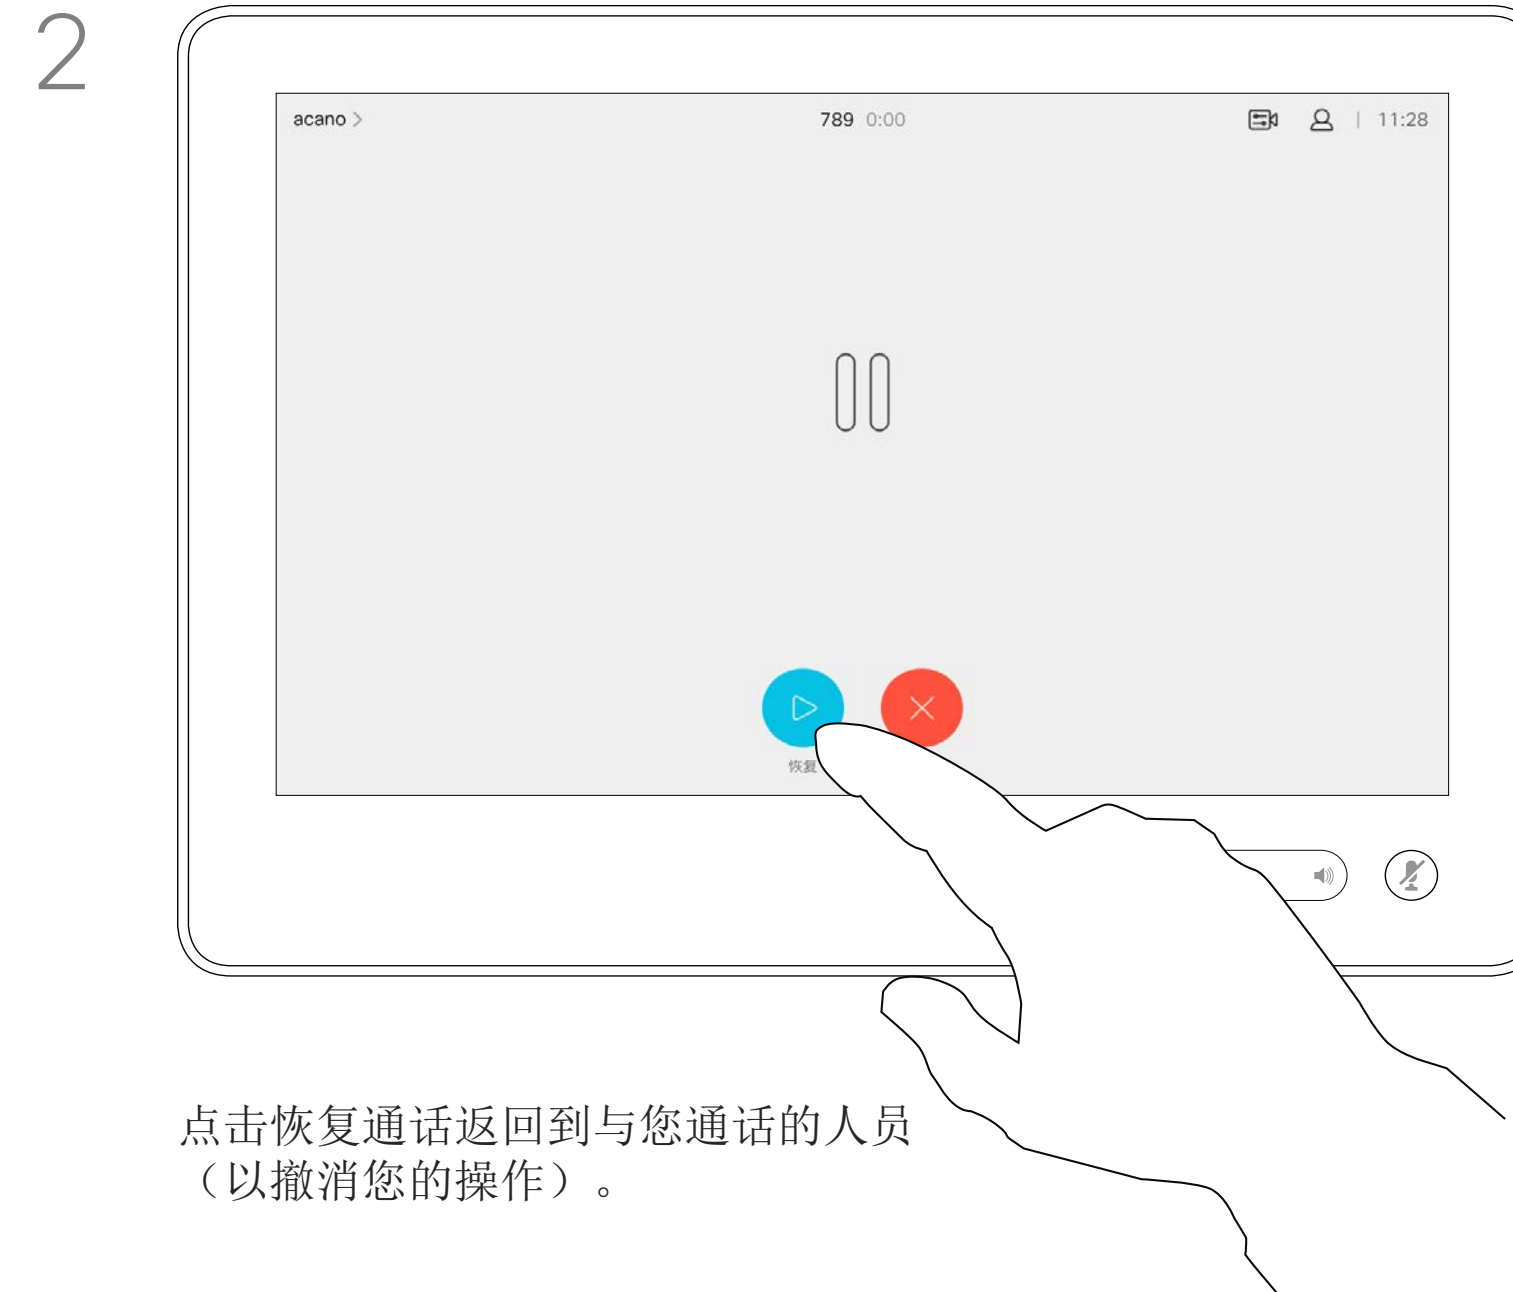 2
acano >
789 0:00
11:28
恢复
点击恢复通话返回到与您通话的人员
（以撤消您的操作）。